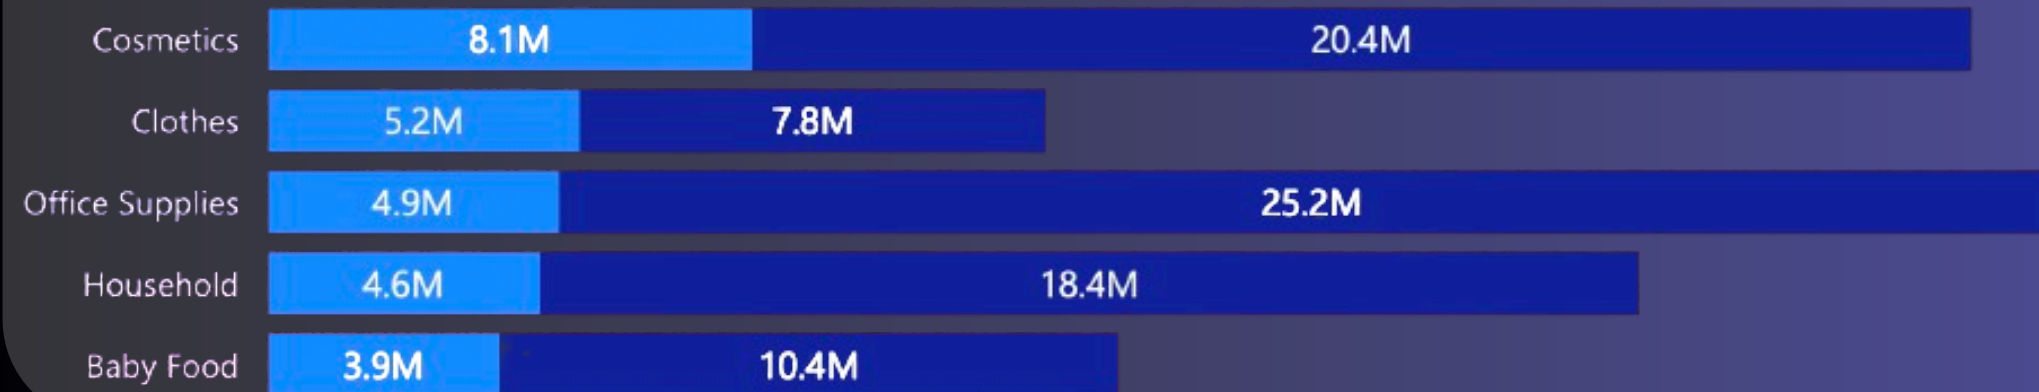 Cosmetics 8.1M 20.4M
Clothes 5.2M 7.8M
Office Supplies 4.9M 25.2M
Household 4.6M 18.4M
Baby Food 3.9M 10.4M